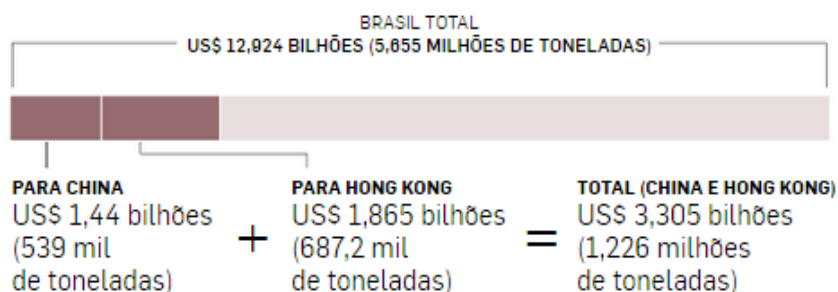 BRASIL TOTAL
US$ 12,924 BILHÕES (5,655 MILHÕES DE TONELADAS)
PARA CHINA
US$ 1,44 bilhões
(539 mil
de toneladas)
+
PARA HONG KONG
US$ 1,865 bilhões
(687,2 mil
de toneladas)
=
TOTAL (CHINA E HONG KONG)
US$ 3,305 bilhões
(1,226 milhões
de toneladas)